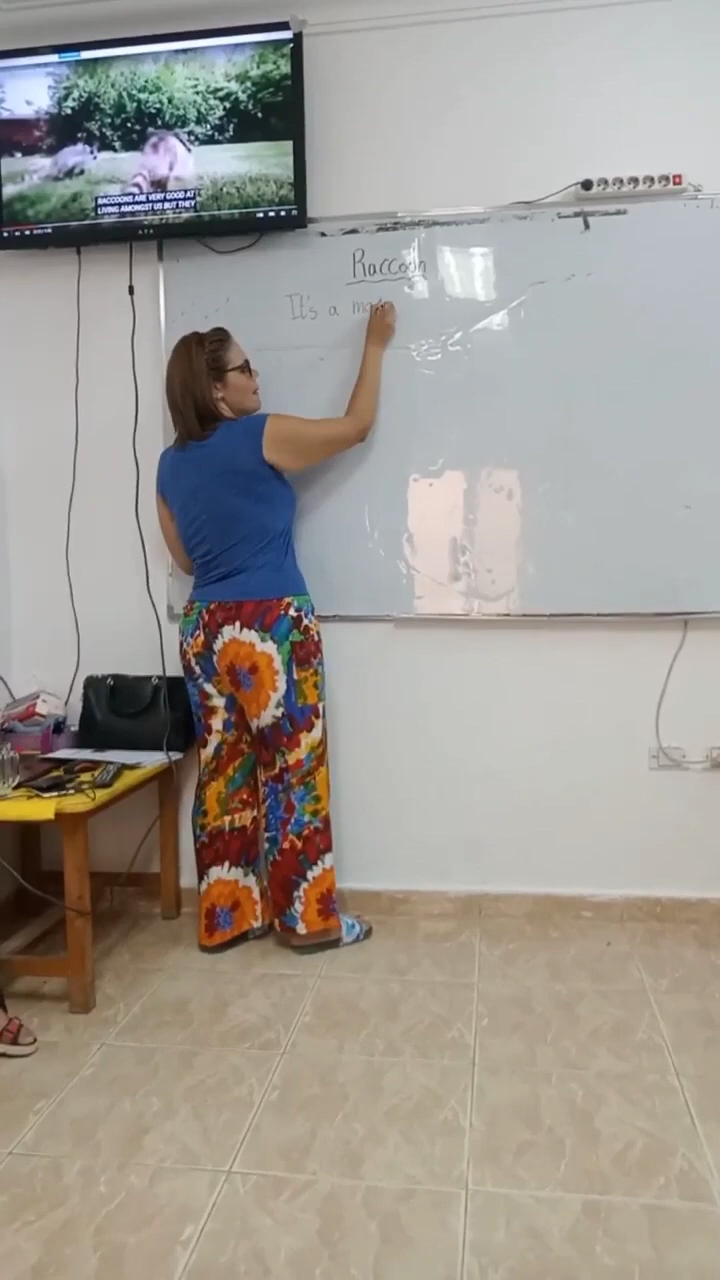 RACCOONS ARE VERY GOOD AT
LIVING AMONGST US BUT THEY
Raccoon
It's a